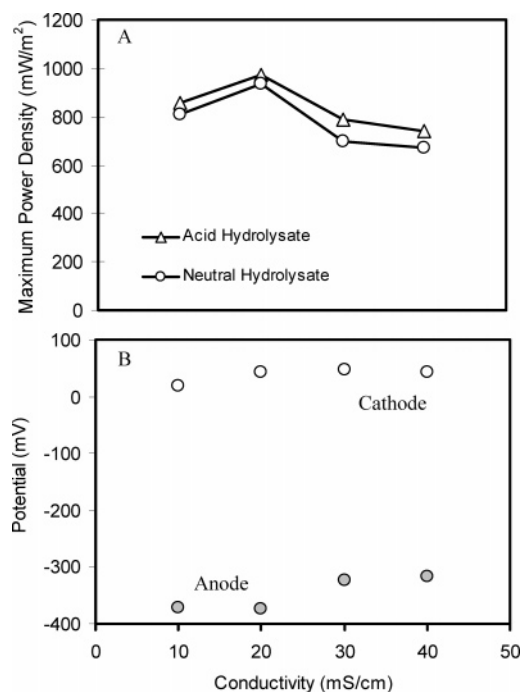 A
Maximum Power Density (mW/m²)
1200
1000
800
600
400
200
0
Acid Hydrolysate
Neutral Hydrolysate
B
Potential (mV)
100
0
-100
-200
-300
-400
Cathode
Anode
0 10 20 30 40 50
Conductivity (mS/cm)